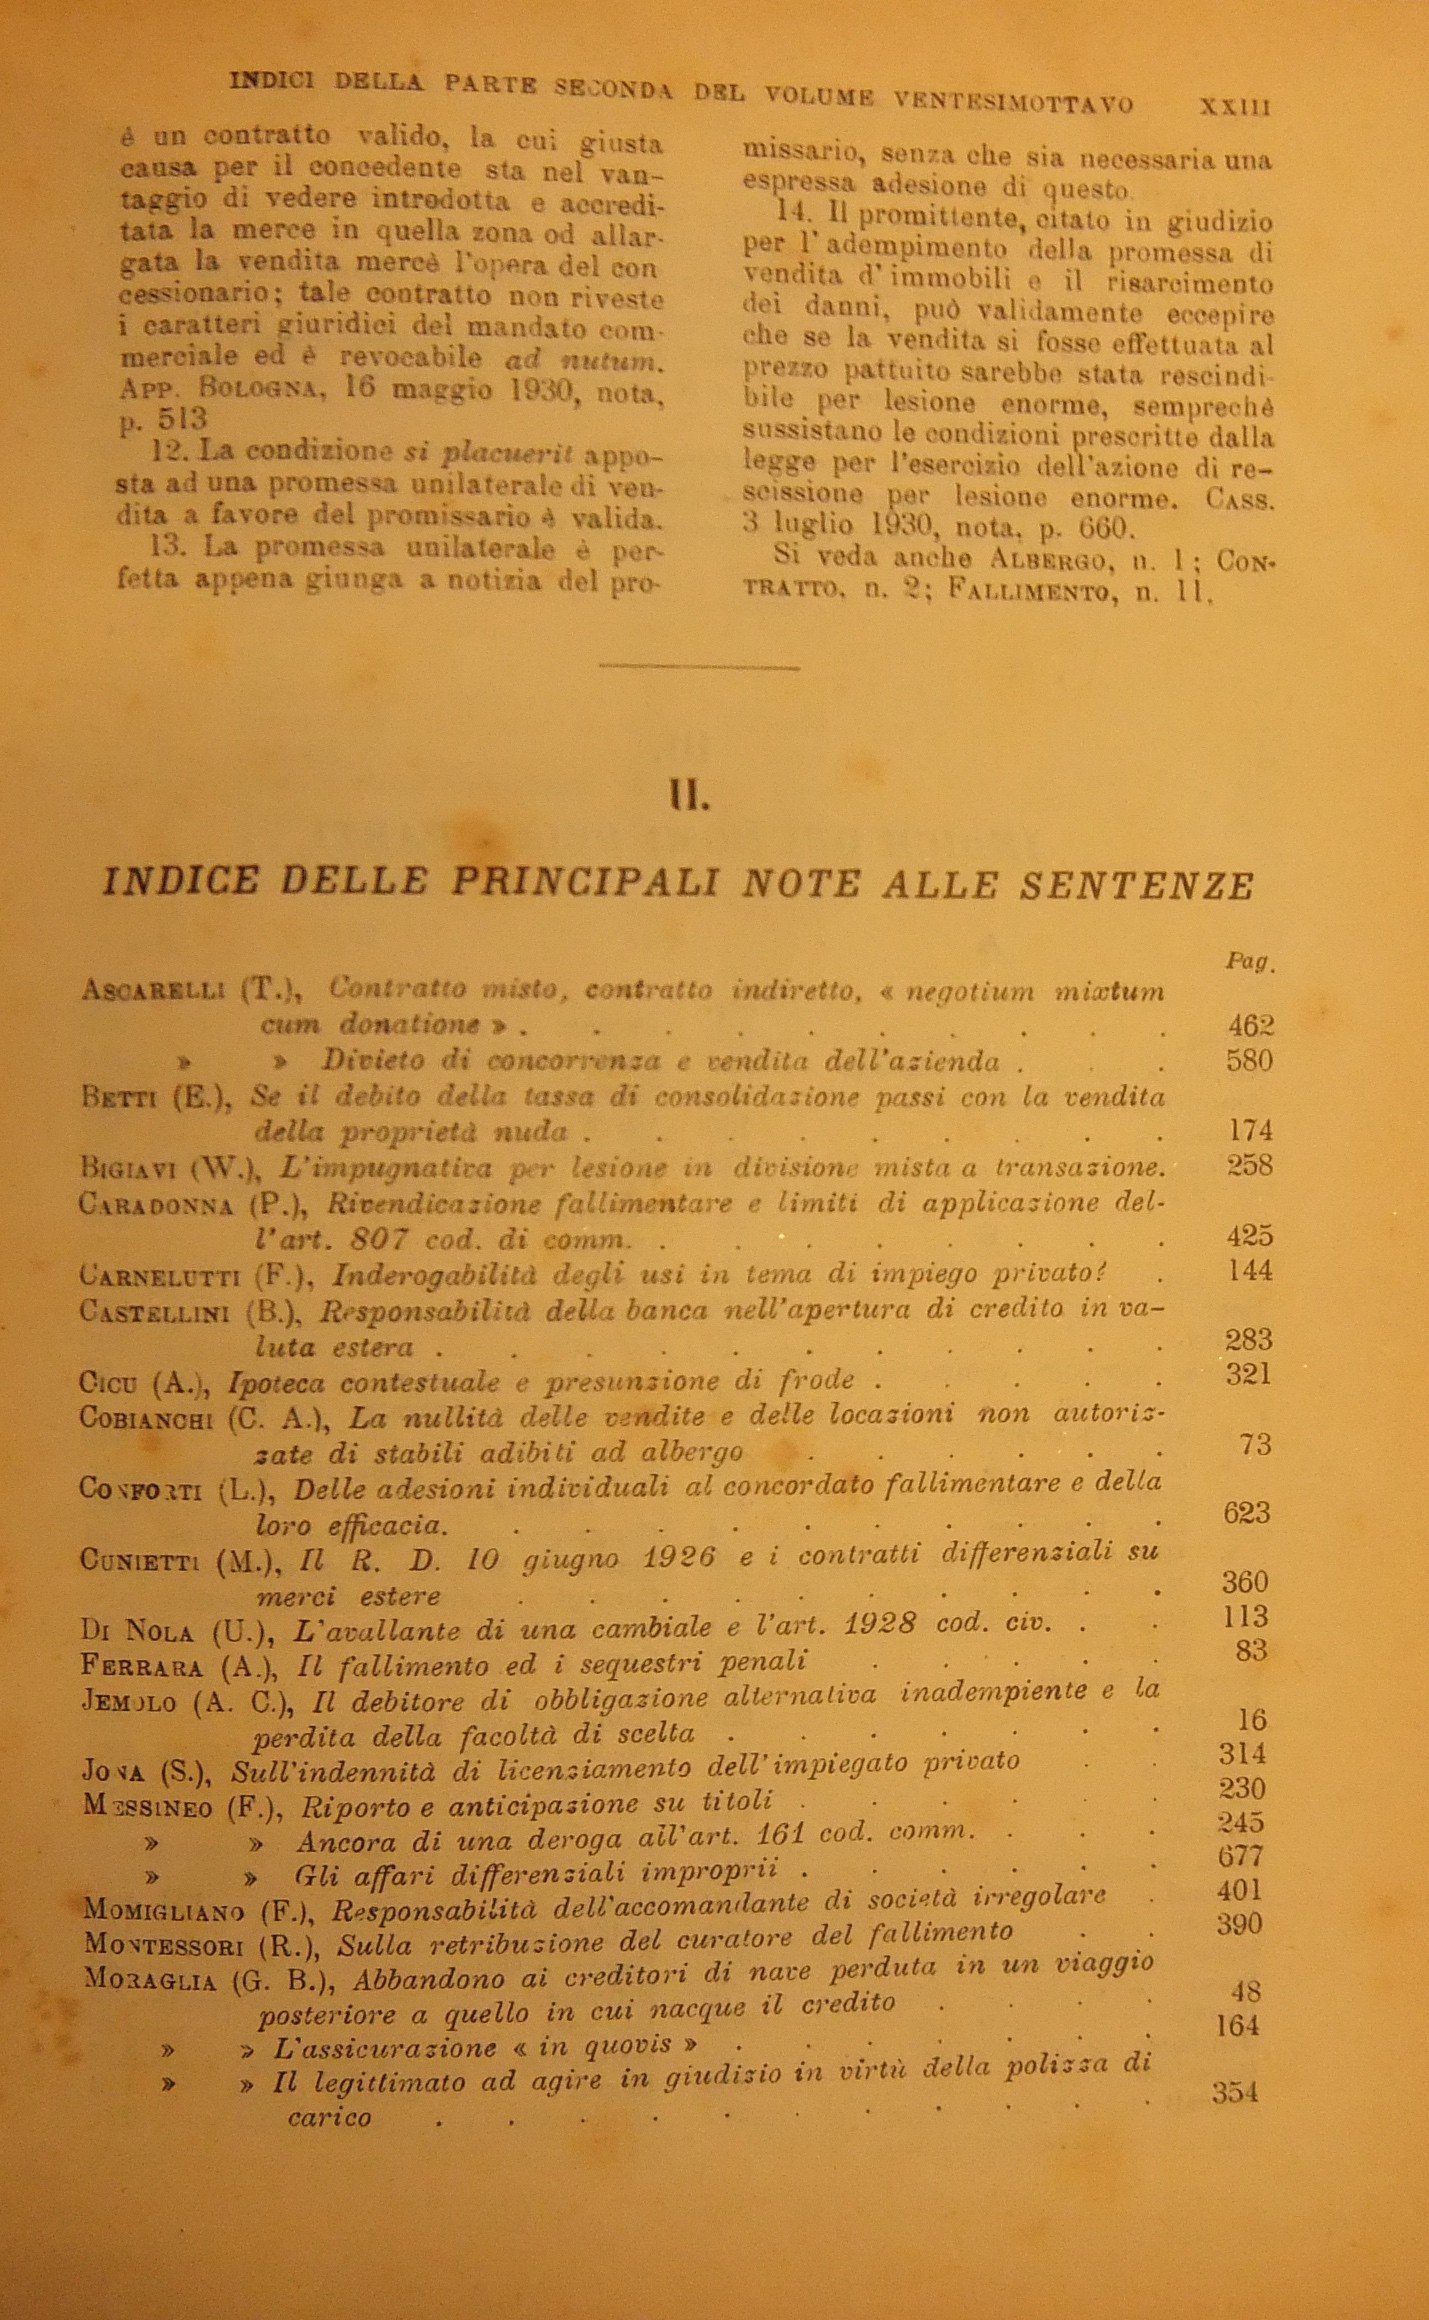 INDICI DELLA PARTE SECONDA DEL VOLUME VENTESIMOTTAVO XXIII
è un contratto valido, la cui giusta
causa per il concedente sta nel van-
taggio di vedere introdotta e accredi-
tata la merce in quella zona od allar-
gata la vendita mercè l'opera del con
cessionario; tale contratto non riveste
i caratteri giuridici del mandato com-
merciale ed è revocabile ad nutum.
APP. BOLOGNA, 16 maggio 1930, nota,
p. 513
12. La condizione si placuerit appo-
sta ad una promessa unilaterale di ven-
dita a favore del promissario è valida.
13. La promessa unilaterale è per-
fetta appena giunga a notizia del pro-
missario, senza che sia necessaria una
espressa adesione di questo.
14. Il promittente, citato in giudizio
per l'adempimento della promessa di
vendita d'immobili e il risarcimento
dei danni, può validamente eccepire
che se la vendita si fosse effettuata al
prezzo pattuito sarebbe stata rescindi-
bile per lesione enorme, sempreché
sussistano le condizioni prescritte dalla
legge per l'esercizio dell'azione di re-
scissione per lesione enorme. CASS.
3 luglio 1930, nota, p. 660.
Si veda anche ALBERGO, n. 1; CON-
TRATTO, n. 2; FALLIMENTO, n. 11.
II.
INDICE DELLE PRINCIPALI NOTE ALLE SENTENZE
Pag.
ASCARELLI (T.), Contratto misto, contratto indiretto, « negotium mixtum
cum donatione » . . . . . . . . . . 462
» » Divieto di concorrenza e vendita dell'azienda . . . 580
BETTI (E.), Se il debito della tassa di consolidazione passi con la vendita
della proprietà nuda . . . . . . . . . 174
BIGIAVI (W.), L'impugnativa per lesione in divisione mista a transazione. 258
CARADONNA (P.), Rivendicazione fallimentare e limiti di applicazione del-
l'art. 807 cod. di comm. . . . . . . . . 425
CARNELUTTI (F.), Inderogabilità degli usi in tema di impiego privato? . 144
CASTELLINI (B.), Responsabilità della banca nell'apertura di credito in va-
luta estera . . . . . . . . . . . 283
CICU (A.), Ipoteca contestuale e presunzione di frode . . . . . 321
COBIANCHI (C. A.), La nullità delle vendite e delle locazioni non autoriz-
zate di stabili adibiti ad albergo . . . . . . 73
CONFORTI (L.), Delle adesioni individuali al concordato fallimentare e della
loro efficacia. . . . . . . . . . . 623
CUNIETTI (M.), Il R. D. 10 giugno 1926 e i contratti differenziali su
merci estere . . . . . . . . . . 360
DI NOLA (U.), L'avallante di una cambiale e l'art. 1928 cod. civ. . . 113
FERRARA (A.), Il fallimento ed i sequestri penali . . . . . 83
JEMOLO (A. C.), Il debitore di obbligazione alternativa inadempiente e la
perdita della facoltà di scelta . . . . . . . 16
JONA (S.), Sull'indennità di licenziamento dell'impiegato privato . . 314
MESSINEO (F.), Riporto e anticipazione su titoli . . . . . . 230
» » Ancora di una deroga all'art. 161 cod. comm. . . . 245
» » Gli affari differenziali improprii . . . . . . 677
MOMIGLIANO (F.), Responsabilità dell'accomandante di società irregolare . 401
MONTESSORI (R.), Sulla retribuzione del curatore del fallimento . . 390
MORAGLIA (G. B.), Abbandono ai creditori di nave perduta in un viaggio
posteriore a quello in cui nacque il credito . . . . 48
» » L'assicurazione « in quovis » . . . . . . . 164
» » Il legittimato ad agire in giudizio in virtù della polizza di
carico . . . . . . . . . . . 354